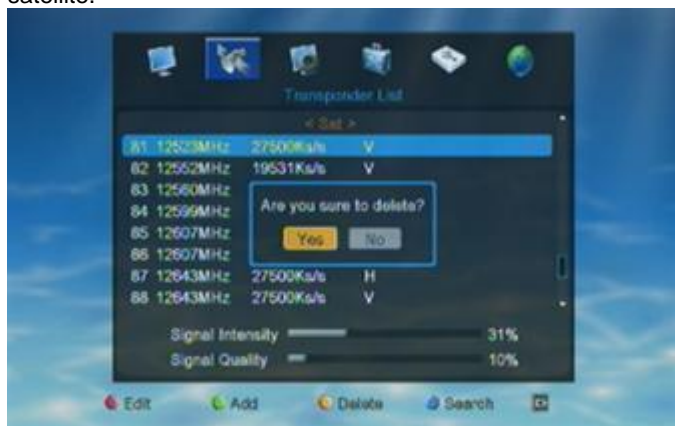 Transponder List
< Sat >
81 12523MHz 27500Ks/s V
82 12552MHz 19531Ks/s V
83 12560MHz
84 12599MHz
85 12607MHz
86 12607MHz
87 12643MHz 27500Ks/s H
88 12643MHz 27500Ks/s V
Are you sure to delete?
Yes No
Signal Intensity 31%
Signal Quality 10%
Edit Add Delete Search